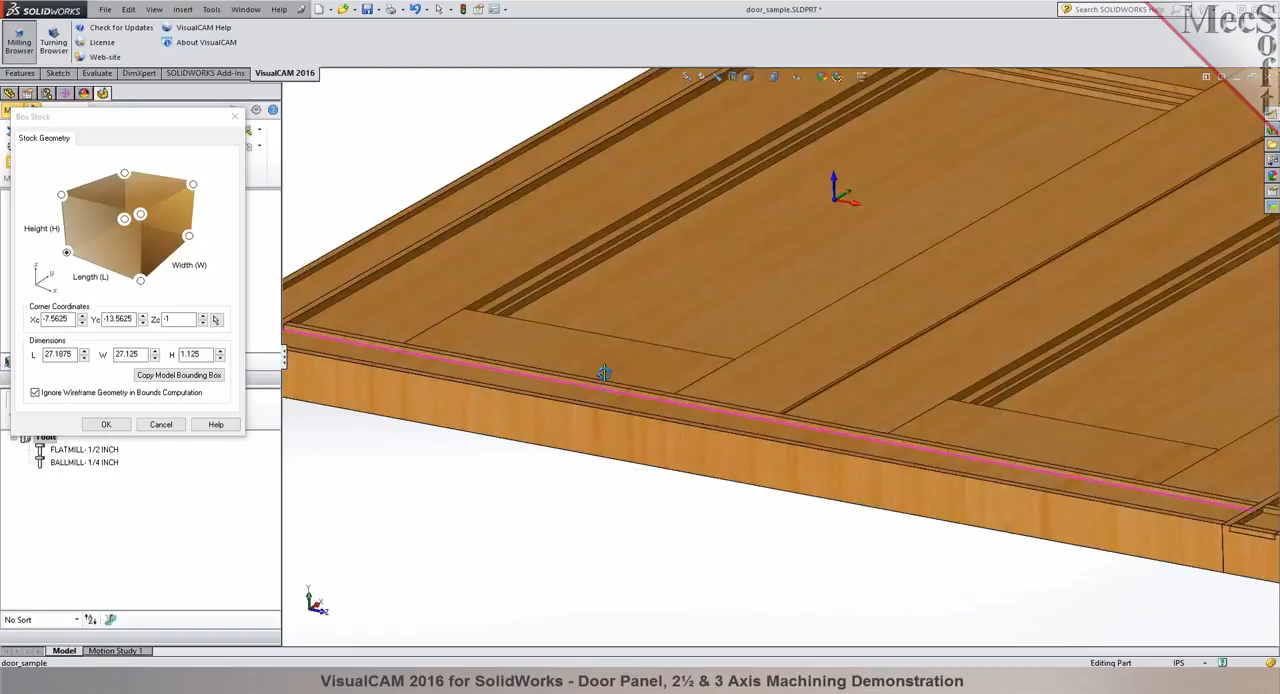 SOLIDWORKS File Edit View Insert Tools Window Help door_sample.SLDPRT * Search SOLIDWORKS
MecSoft
Milling Browser
Turning Browser
Check for Updates
VisualCAM Help
License
About VisualCAM
Web-site
Features Sketch Evaluate DimXpert SOLIDWORKS Add-Ins VisualCAM 2016
Box Stock
Stock Geometry
Height (H)
Width (W)
Length (L)
z
y
x
Corner Coordinates
Xc -7.5625 Yc -13.5625 Zc -1
Dimensions
L 27.1875 W 27.125 H 1.125
Copy Model Bounding Box
Ignore Wireframe Geometry in Bounds Computation
OK Cancel Help
Tools
FLATMILL- 1/2 INCH
BALLMILL- 1/4 INCH
Y
X
Z
No Sort
Model Motion Study 1
door_sample Editing Part IPS
VisualCAM 2016 for SolidWorks - Door Panel, 2½ & 3 Axis Machining Demonstration